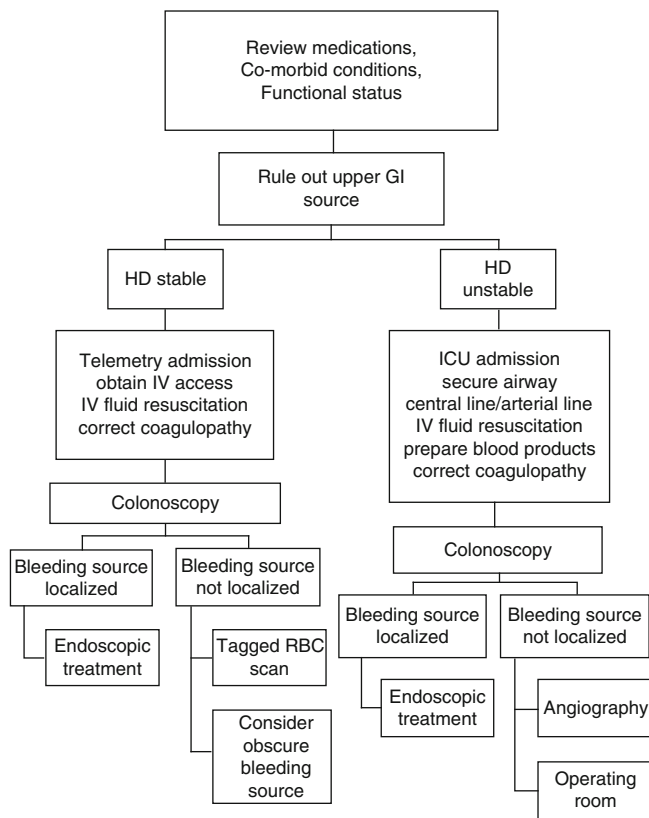 Review medications,
Co-morbid conditions,
Functional status
Rule out upper GI
source
HD stable
HD
unstable
Telemetry admission
obtain IV access
IV fluid resuscitation
correct coagulopathy
ICU admission
secure airway
central line/arterial line
IV fluid resuscitation
prepare blood products
correct coagulopathy
Colonoscopy
Colonoscopy
Bleeding source
localized
Bleeding source
not localized
Endoscopic
treatment
Tagged RBC
scan
Consider
obscure
bleeding
source
Bleeding source
localized
Bleeding source
not localized
Endoscopic
treatment
Angiography
Operating
room